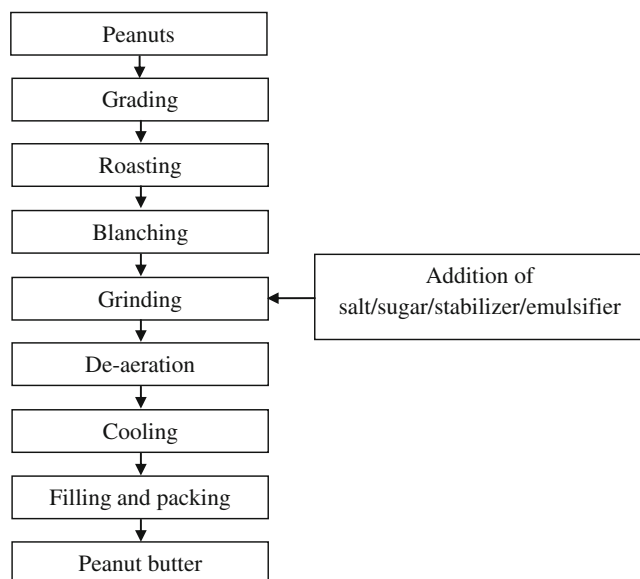 Peanuts
Grading
Roasting
Blanching
Grinding
Addition of
salt/sugar/stabilizer/emulsifier
De-aeration
Cooling
Filling and packing
Peanut butter